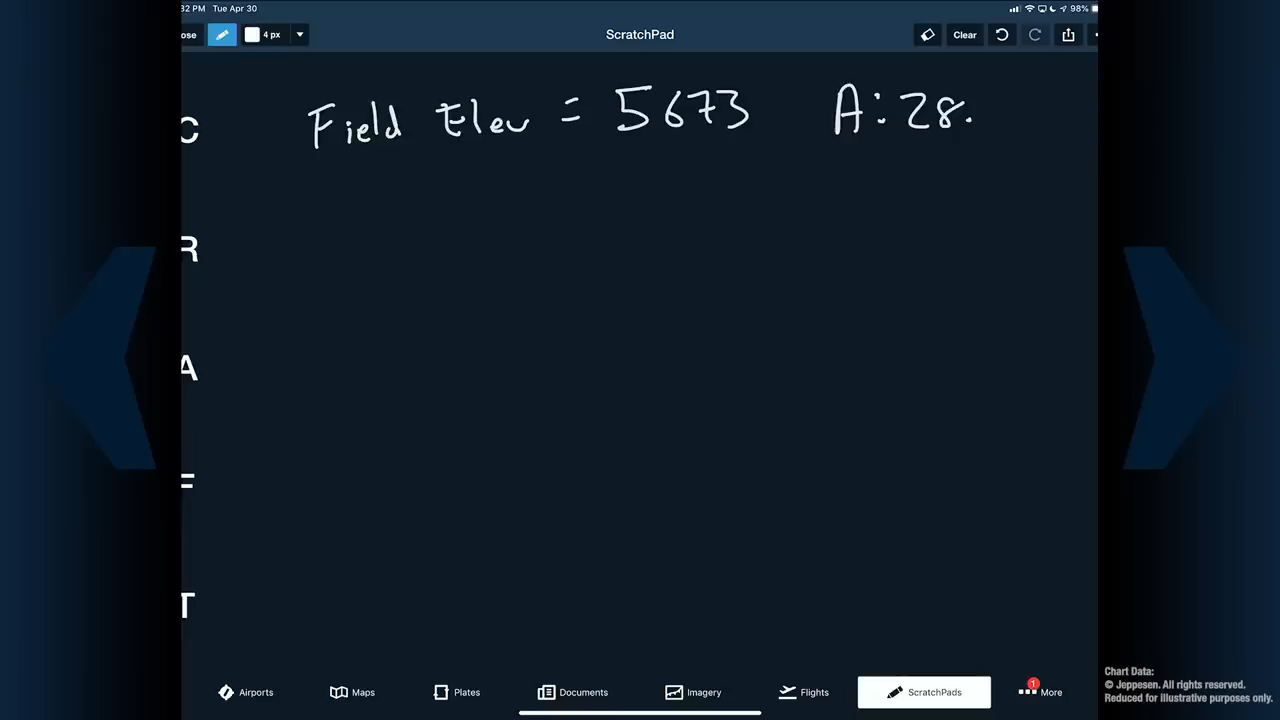 32 PM Tue Apr 30 98%
ose 4 px ScratchPad Clear
Field Elev = 5673 A: 28.
C
R
A
F
T
Airports Maps Plates Documents Imagery Flights ScratchPads 1 More
Chart Data:
© Jeppesen. All rights reserved.
Reduced for illustrative purposes only.